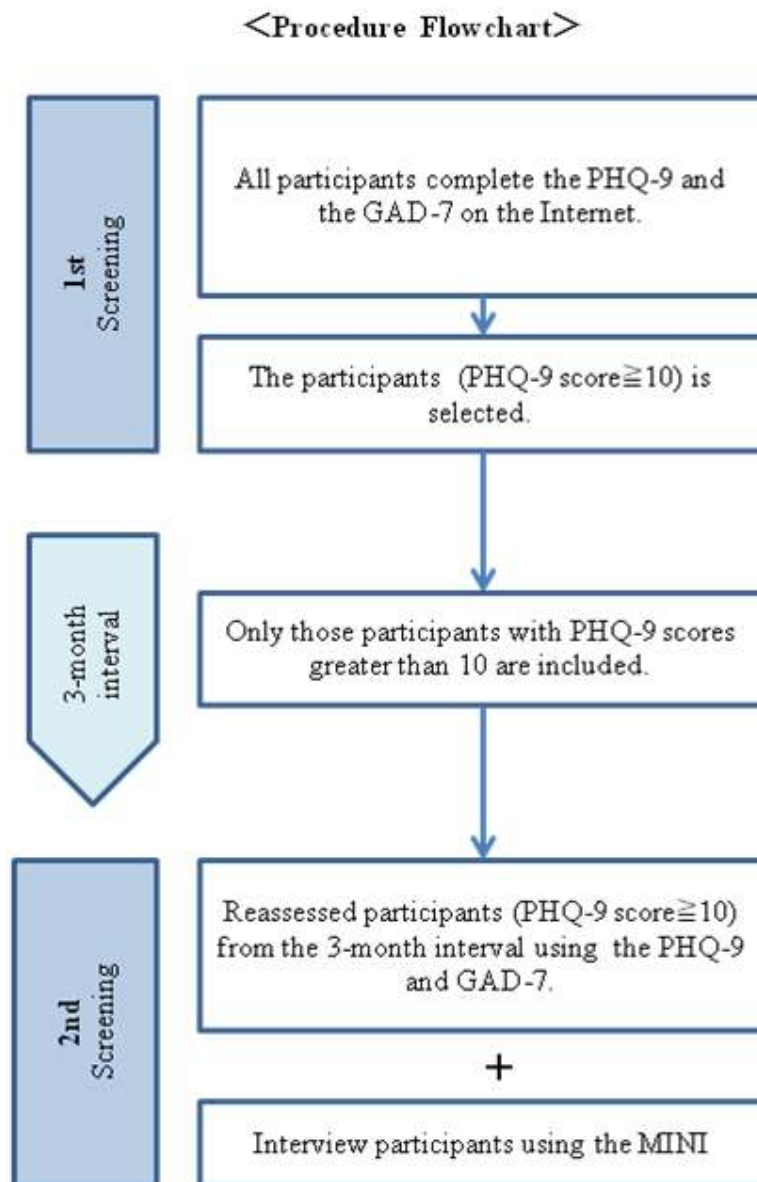 <Procedure Flowchart>
1st
Screening
All participants complete the PHQ-9 and
the GAD-7 on the Internet.
The participants (PHQ-9 score≧10) is
selected.
3-month
interval
Only those participants with PHQ-9 scores
greater than 10 are included.
2nd
Screening
Reassessed participants (PHQ-9 score≧10)
from the 3-month interval using the PHQ-9
and GAD-7.
+
Interview participants using the MINI